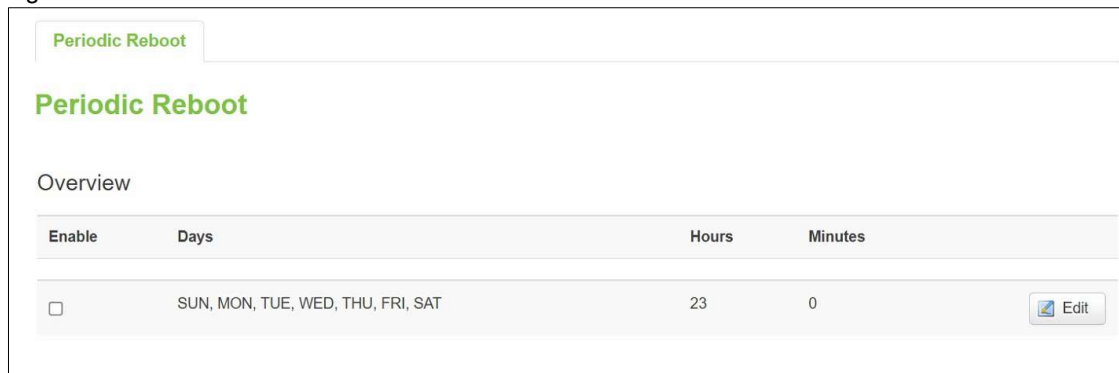 Periodic Reboot
Periodic Reboot
Overview
Enable Days Hours Minutes
SUN, MON, TUE, WED, THU, FRI, SAT 23 0 Edit